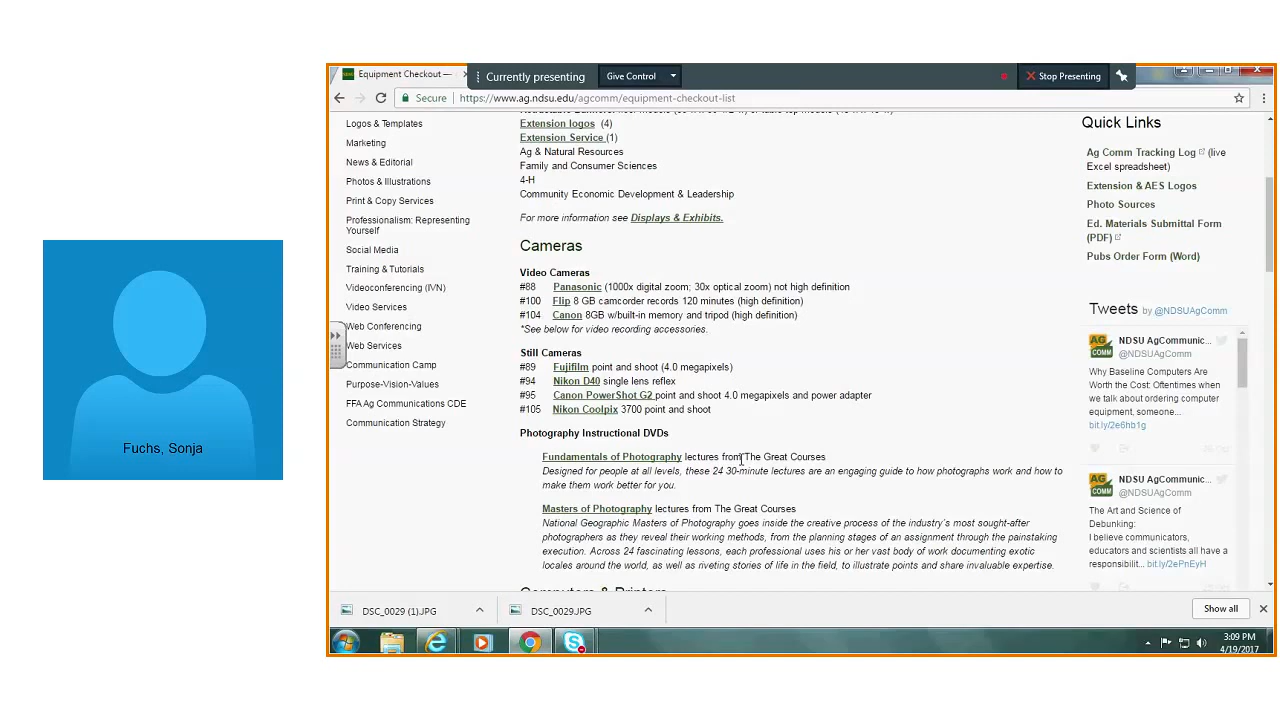 Fuchs, Sonja
Equipment Checkout —
Currently presenting
Give Control
Stop Presenting
Secure
https://www.ag.ndsu.edu/agcomm/equipment-checkout-list
Logos & Templates
Marketing
News & Editorial
Photos & Illustrations
Print & Copy Services
Professionalism: Representing
Yourself
Social Media
Training & Tutorials
Videoconferencing (IVN)
Video Services
Web Conferencing
Web Services
Communication Camp
Purpose-Vision-Values
FFA Ag Communications CDE
Communication Strategy
Extension logos (4)
Extension Service (1)
Ag & Natural Resources
Family and Consumer Sciences
4-H
Community Economic Development & Leadership
For more information see Displays & Exhibits.
Cameras
Video Cameras
#88 Panasonic (1000x digital zoom; 30x optical zoom) not high definition
#100 Flip 8 GB camcorder records 120 minutes (high definition)
#104 Canon 8GB w/built-in memory and tripod (high definition)
*See below for video recording accessories.
Still Cameras
#89 Fujifilm point and shoot (4.0 megapixels)
#94 Nikon D40 single lens reflex
#95 Canon PowerShot G2 point and shoot 4.0 megapixels and power adapter
#105 Nikon Coolpix 3700 point and shoot
Photography Instructional DVDs
Fundamentals of Photography lectures from The Great Courses
Designed for people at all levels, these 24 30-minute lectures are an engaging guide to how photographs work and how to
make them work better for you.
Masters of Photography lectures from The Great Courses
National Geographic Masters of Photography goes inside the creative process of the industry's most sought-after
photographers as they reveal their working methods, from the planning stages of an assignment through the painstaking
execution. Across 24 fascinating lessons, each professional uses his or her vast body of work documenting exotic
locales around the world, as well as riveting stories of life in the field, to illustrate points and share invaluable expertise.
Computers & Printers
Quick Links
Ag Comm Tracking Log (live
Excel spreadsheet)
Extension & AES Logos
Photo Sources
Ed. Materials Submittal Form
(PDF)
Pubs Order Form (Word)
Tweets by @NDSUAgComm
AG
COMM
NDSU AgCommunic...
@NDSUAgComm
Why Baseline Computers Are
Worth the Cost: Oftentimes when
we talk about ordering computer
equipment, someone...
bit.ly/2e6hb1g
AG
COMM
NDSU AgCommunic...
@NDSUAgComm
The Art and Science of
Debunking:
I believe communicators,
educators and scientists all have a
responsibilit... bit.ly/2ePnEyH
DSC_0029 (1).JPG
DSC_0029.JPG
Show all
3:09 PM
4/19/2017